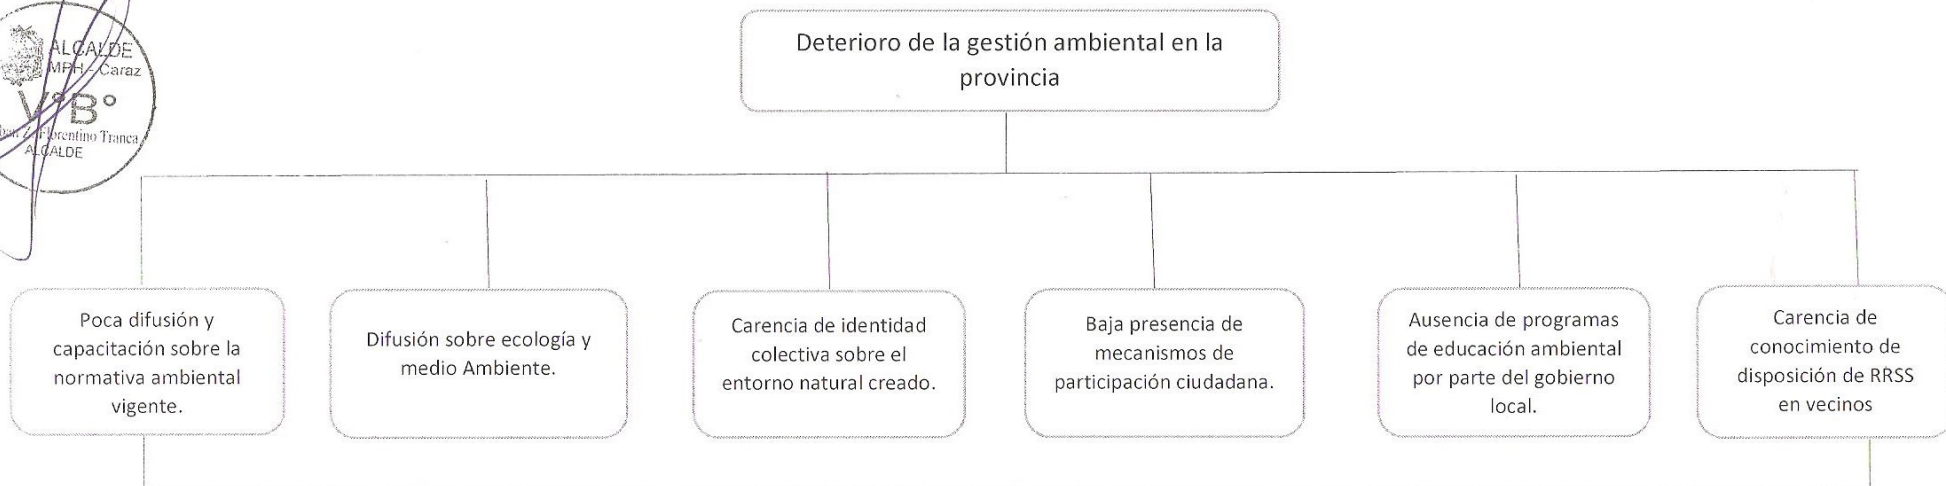 ALCALDE
MPH - Caraz
V°B°
Florentino Tranca
ALCALDE
Deterioro de la gestión ambiental en la
provincia
Poca difusión y
capacitación sobre la
normativa ambiental
vigente.
Difusión sobre ecología y
medio Ambiente.
Carencia de identidad
colectiva sobre el
entorno natural creado.
Baja presencia de
mecanismos de
participación ciudadana.
Ausencia de programas
de educación ambiental
por parte del gobierno
local.
Carencia de
conocimiento de
disposición de RRSS
en vecinos